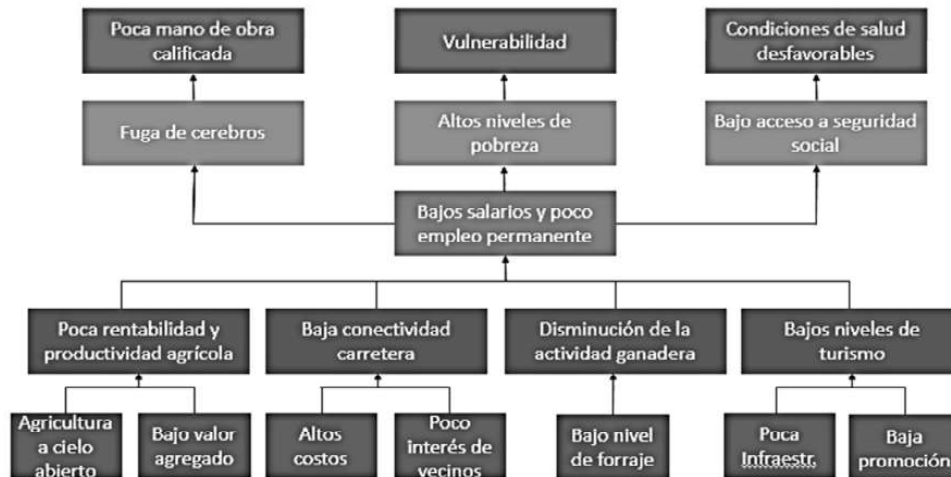 Poca mano de obra
calificada
Vulnerabilidad
Condiciones de salud
desfavorables
Fuga de cerebros
Altos niveles de
pobreza
Bajo acceso a seguridad
social
Bajos salarios y poco
empleo permanente
Poca rentabilidad y
productividad agrícola
Baja conectividad
carretera
Disminución de la
actividad ganadera
Bajos niveles de
turismo
Agricultura
a cielo
abierto
Bajo valor
agregado
Altos
costos
Poco
interés de
vecinos
Bajo nivel
de forraje
Poca
Infraestr.
Baja
promoción